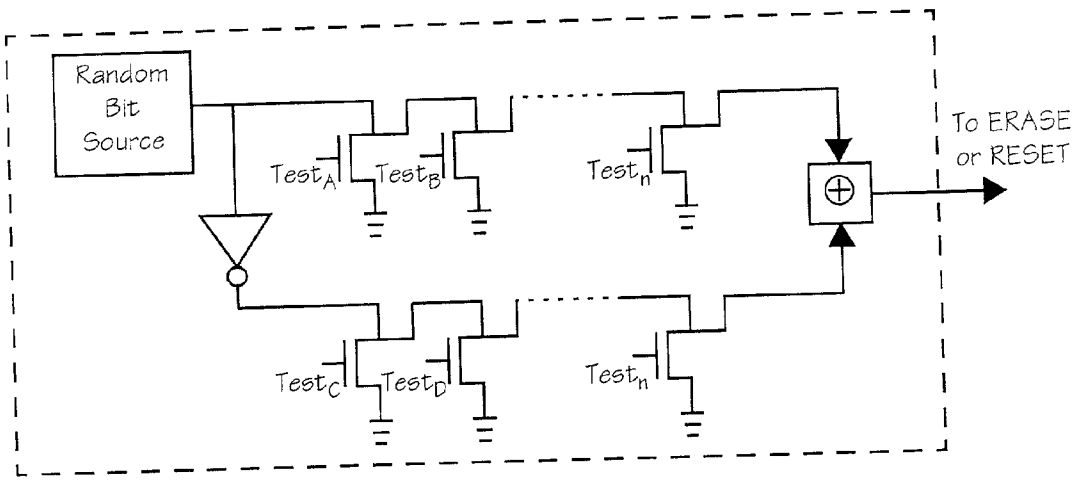 Random
Bit
Source
To ERASE
or RESET
Test_A
Test_B
Test_n
Test_C
Test_D
Test_n